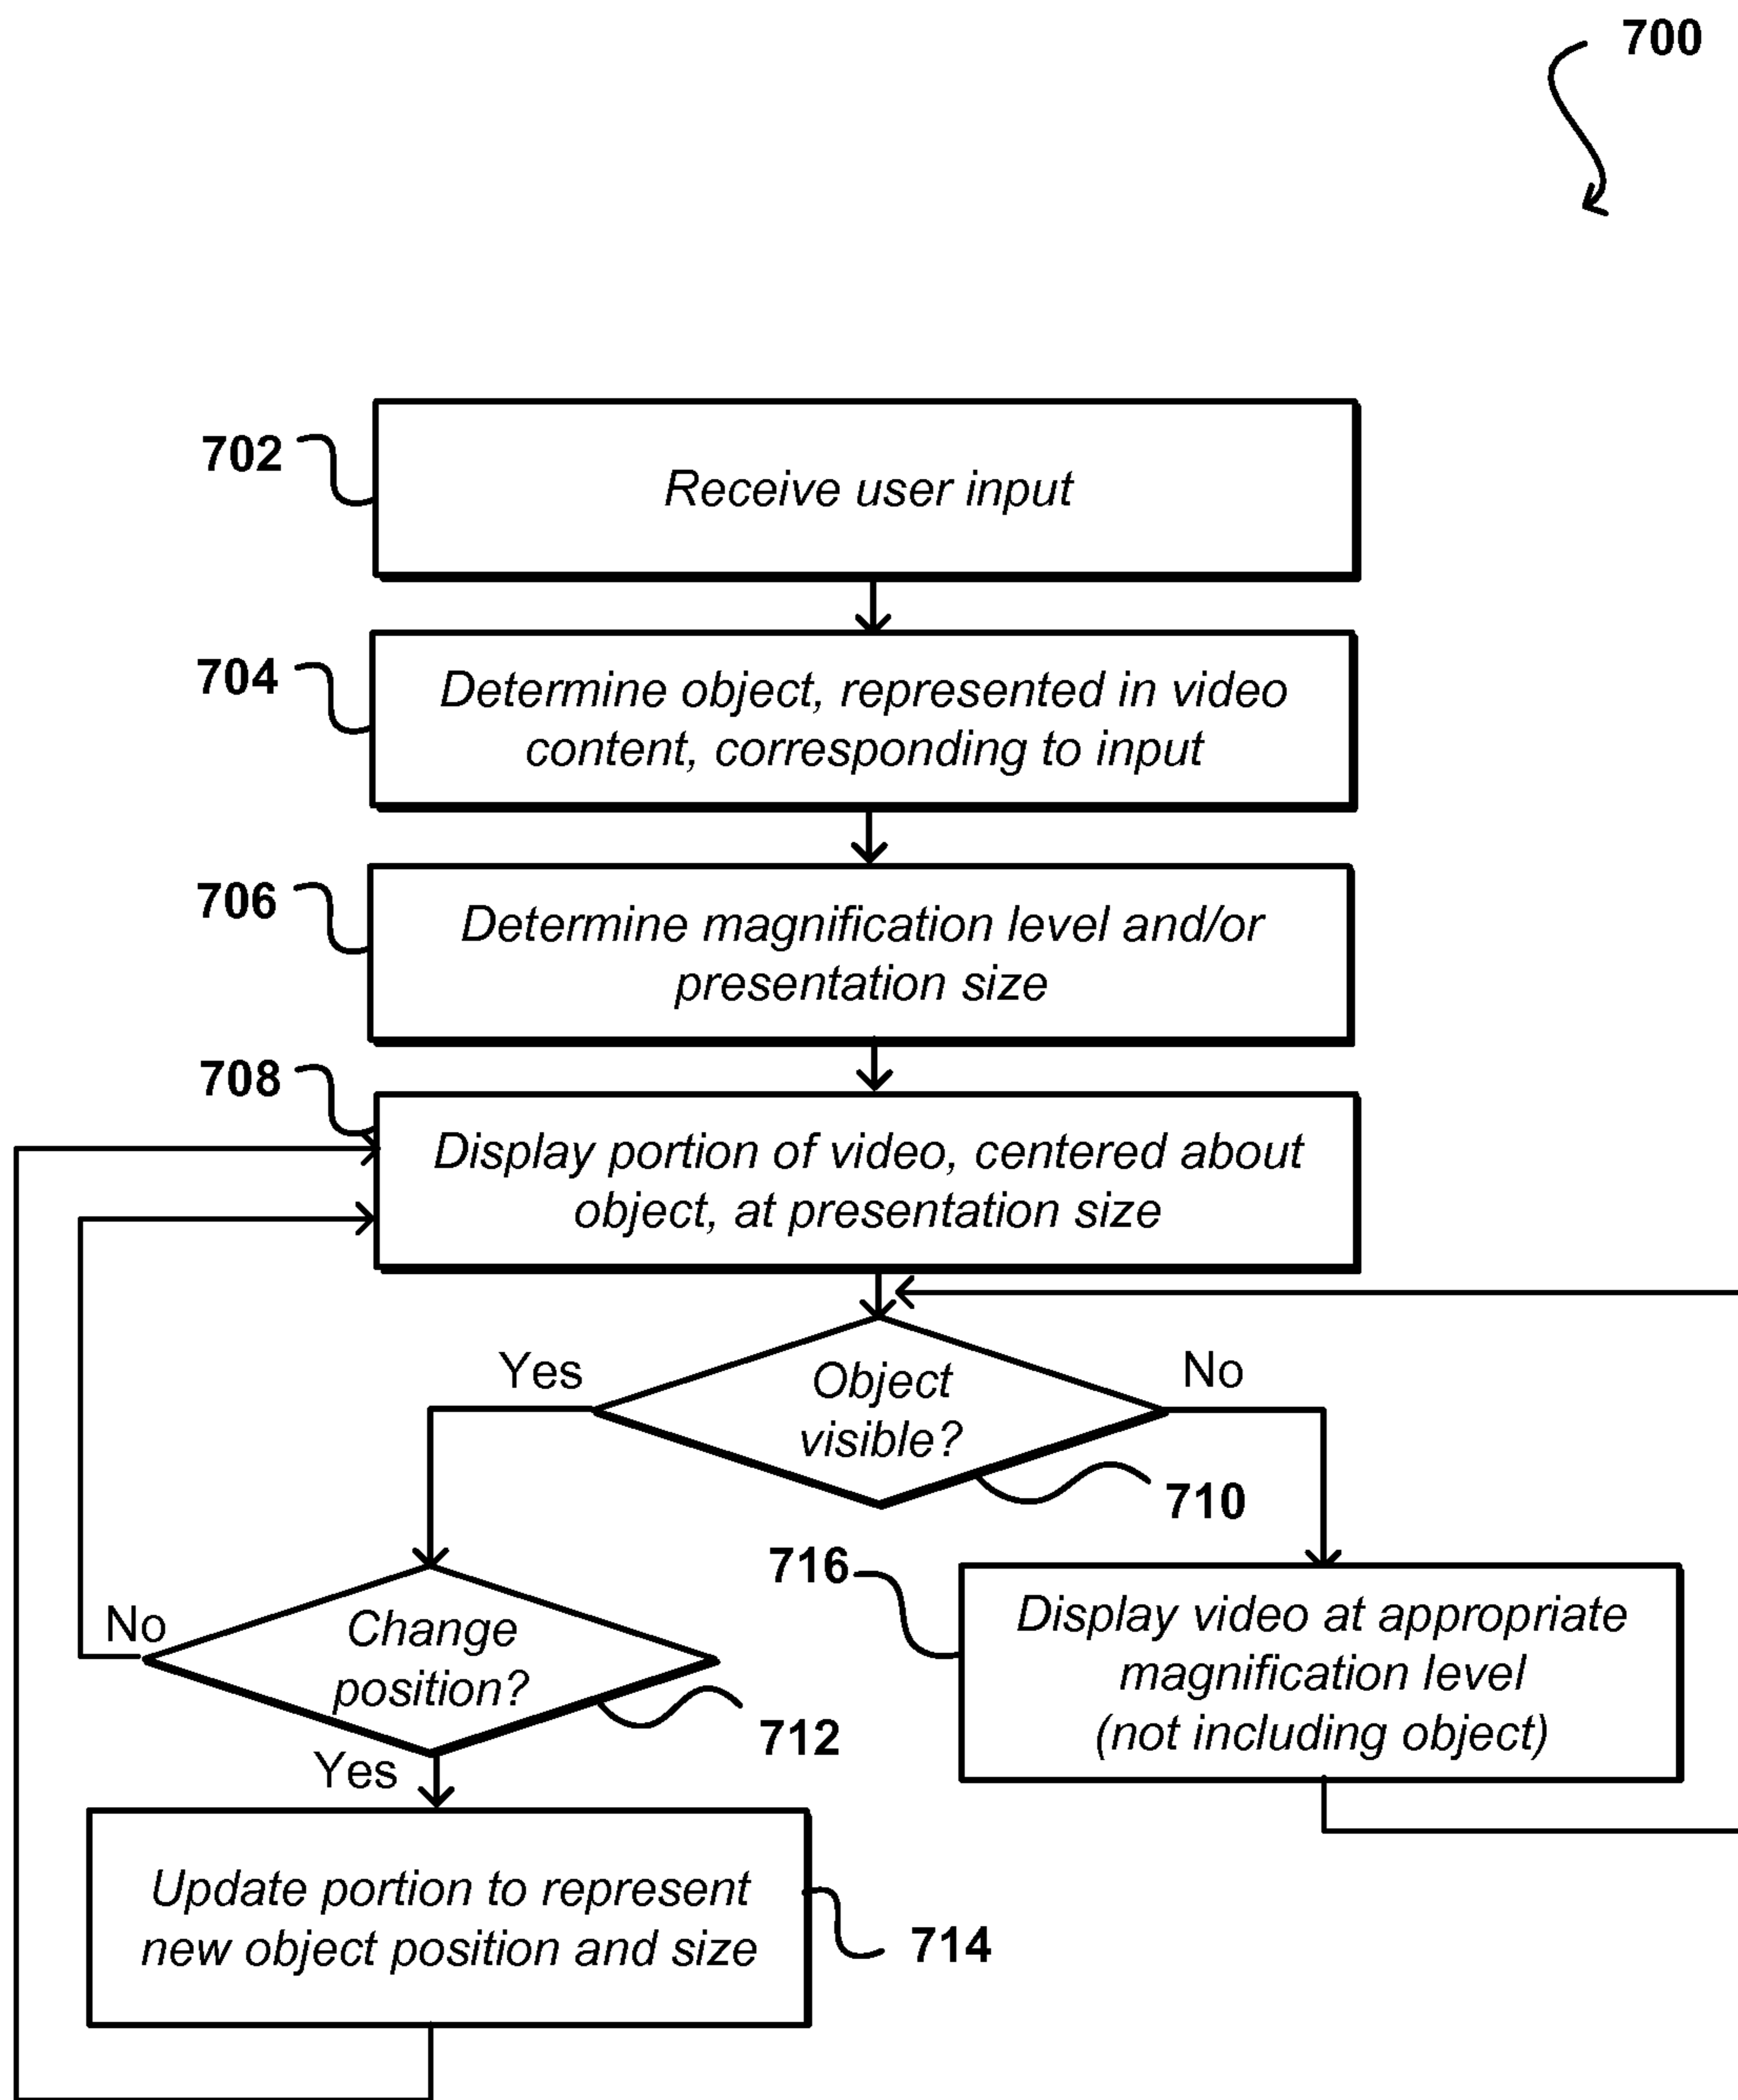 700
702
Receive user input
704
Determine object, represented in video
content, corresponding to input
706
Determine magnification level and/or
presentation size
708
Display portion of video, centered about
object, at presentation size
Yes
Object
visible?
No
710
716
No
Change
position?
712
Yes
Display video at appropriate
magnification level
(not including object)
Update portion to represent
new object position and size
714